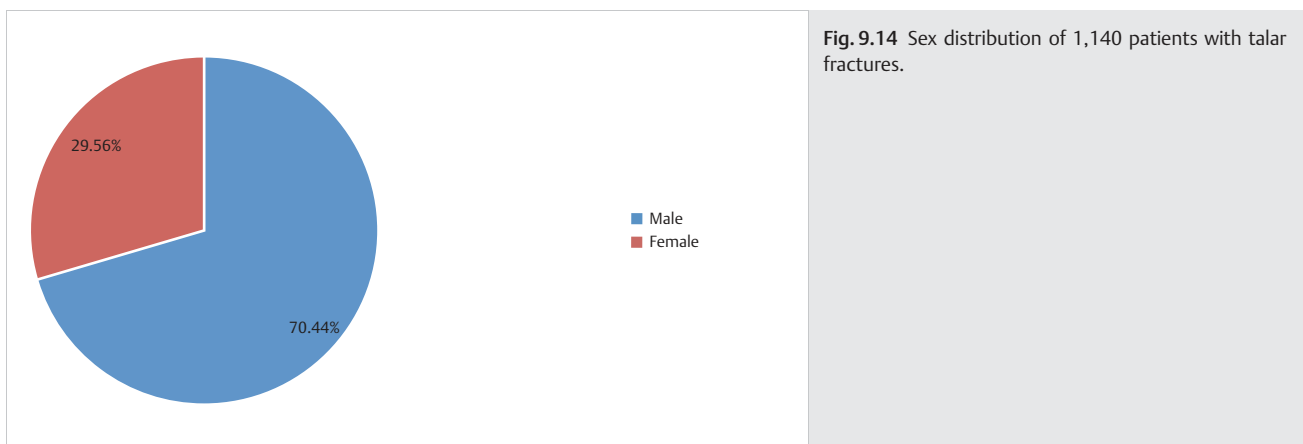 29.56%
70.44%
Male
Female
Fig. 9.14 Sex distribution of 1,140 patients with talar
fractures.